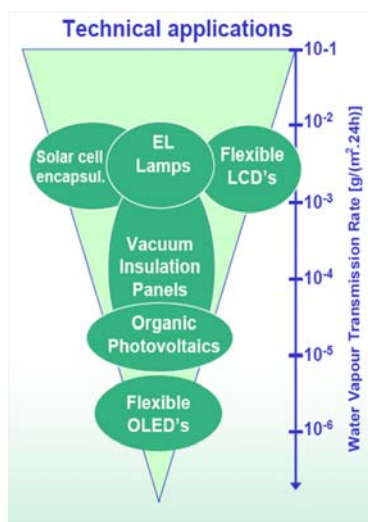 Technical applications
10-1
10-2
Solar cell
encapsul.
EL
Lamps
Flexible
LCD's
10-3
Vacuum
Insulation
Panels
10-4
Organic
Photovoltaics
10-5
Flexible
OLED's
10-6
Water Vapour Transmission Rate [g/(m².24h)]